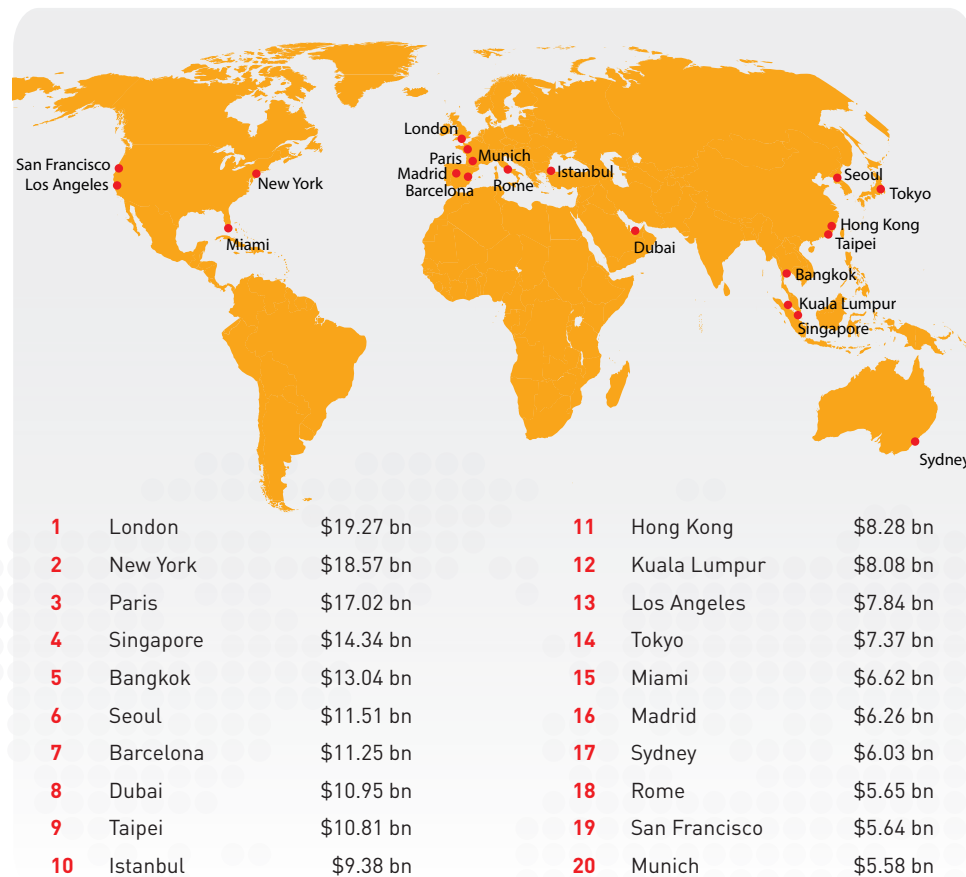 London
San Francisco
Paris
Munich
Los Angeles
New York
Madrid
Istanbul
Barcelona
Rome
Seoul
Tokyo
Miami
Dubai
Hong Kong
Taipei
Bangkok
Kuala Lumpur
Singapore
Sydney
1 London $19.27 bn
2 New York $18.57 bn
3 Paris $17.02 bn
4 Singapore $14.34 bn
5 Bangkok $13.04 bn
6 Seoul $11.51 bn
7 Barcelona $11.25 bn
8 Dubai $10.95 bn
9 Taipei $10.81 bn
10 Istanbul $9.38 bn
11 Hong Kong $8.28 bn
12 Kuala Lumpur $8.08 bn
13 Los Angeles $7.84 bn
14 Tokyo $7.37 bn
15 Miami $6.62 bn
16 Madrid $6.26 bn
17 Sydney $6.03 bn
18 Rome $5.65 bn
19 San Francisco $5.64 bn
20 Munich $5.58 bn